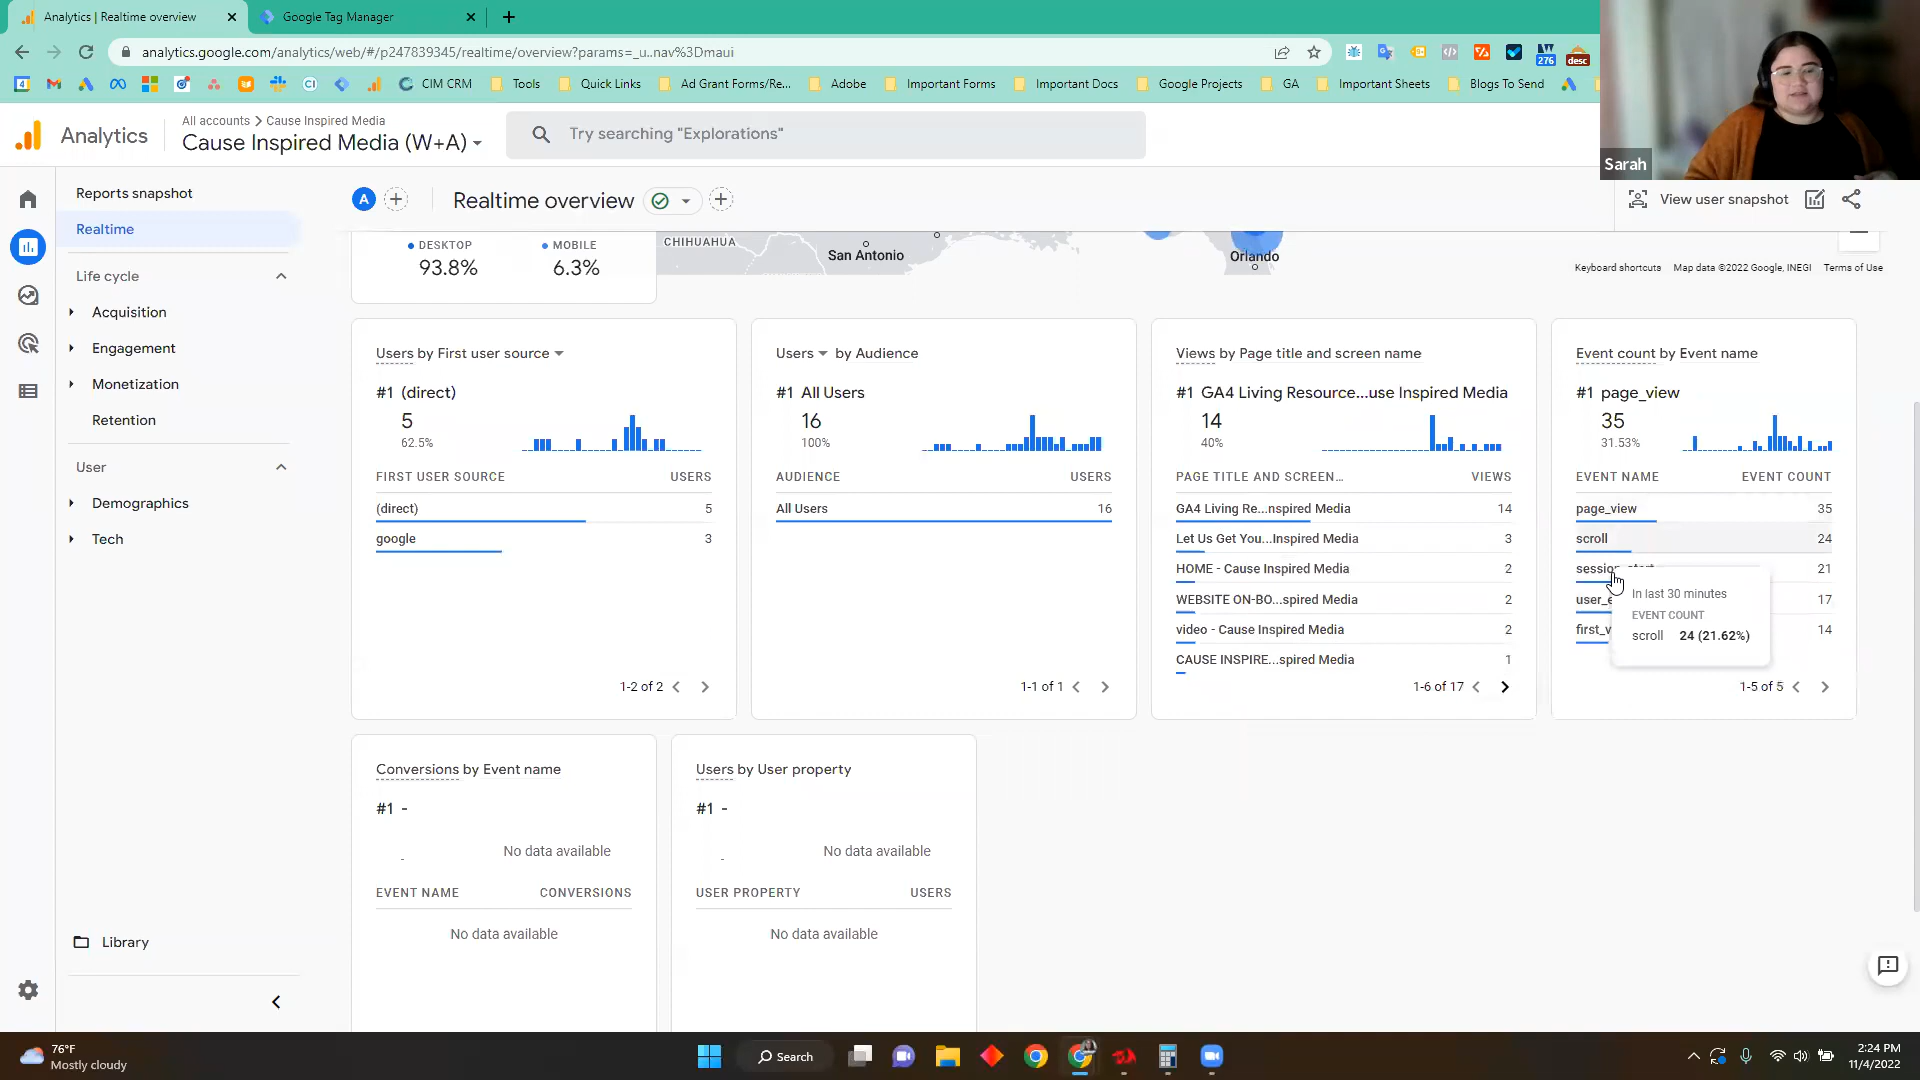 Analytics | Realtime overview
Google Tag Manager
analytics.google.com/analytics/web/#/p247839345/realtime/overview?params=_u..nav%3Dmaui
276
desc
CIM CRM
Tools
Quick Links
Ad Grant Forms/Re...
Adobe
Important Forms
Important Docs
Google Projects
GA
Important Sheets
Blogs To Send
Analytics
All accounts > Cause Inspired Media
Cause Inspired Media (W+A)
Try searching "Explorations"
Sarah
Reports snapshot
Realtime
Life cycle
Acquisition
Engagement
Monetization
Retention
User
Demographics
Tech
Library
A
Realtime overview
View user snapshot
DESKTOP
93.8%
MOBILE
6.3%
CHIHUAHUA
San Antonio
Orlando
Keyboard shortcuts
Map data ©2022 Google, INEGI
Terms of Use
Users by First user source
#1 (direct)
5
62.5%
FIRST USER SOURCE USERS
(direct) 5
google 3
1-2 of 2
Users by Audience
#1 All Users
16
100%
AUDIENCE USERS
All Users 16
1-1 of 1
Views by Page title and screen name
#1 GA4 Living Resource...use Inspired Media
14
40%
PAGE TITLE AND SCREEN... VIEWS
GA4 Living Re...nspired Media 14
Let Us Get You...Inspired Media 3
HOME - Cause Inspired Media 2
WEBSITE ON-BO...spired Media 2
video - Cause Inspired Media 2
CAUSE INSPIRE...spired Media 1
1-6 of 17
Event count by Event name
#1 page_view
35
31.53%
EVENT NAME EVENT COUNT
page_view 35
scroll 24
21
user_e 17
first_v 14
In last 30 minutes
EVENT COUNT
scroll 24 (21.62%)
1-5 of 5
Conversions by Event name
#1 -
-
No data available
EVENT NAME CONVERSIONS
No data available
Users by User property
#1 -
-
No data available
USER PROPERTY USERS
No data available
76°F
Mostly cloudy
Search
2:24 PM
11/4/2022